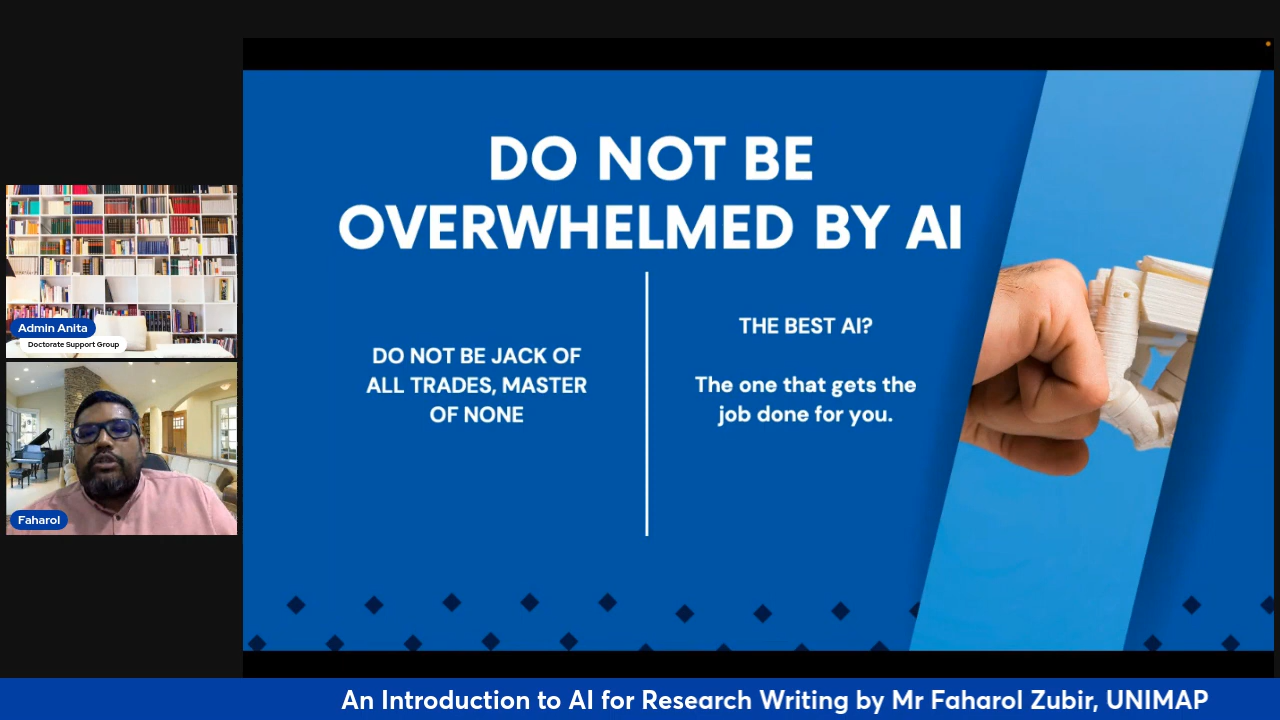 DO NOT BE
OVERWHELMED BY AI
DO NOT BE JACK OF
ALL TRADES, MASTER
OF NONE
THE BEST AI?
The one that gets the
job done for you.
Admin Anita
Doctorate Support Group
Faharol
An Introduction to AI for Research Writing by Mr Faharol Zubir, UNIMAP